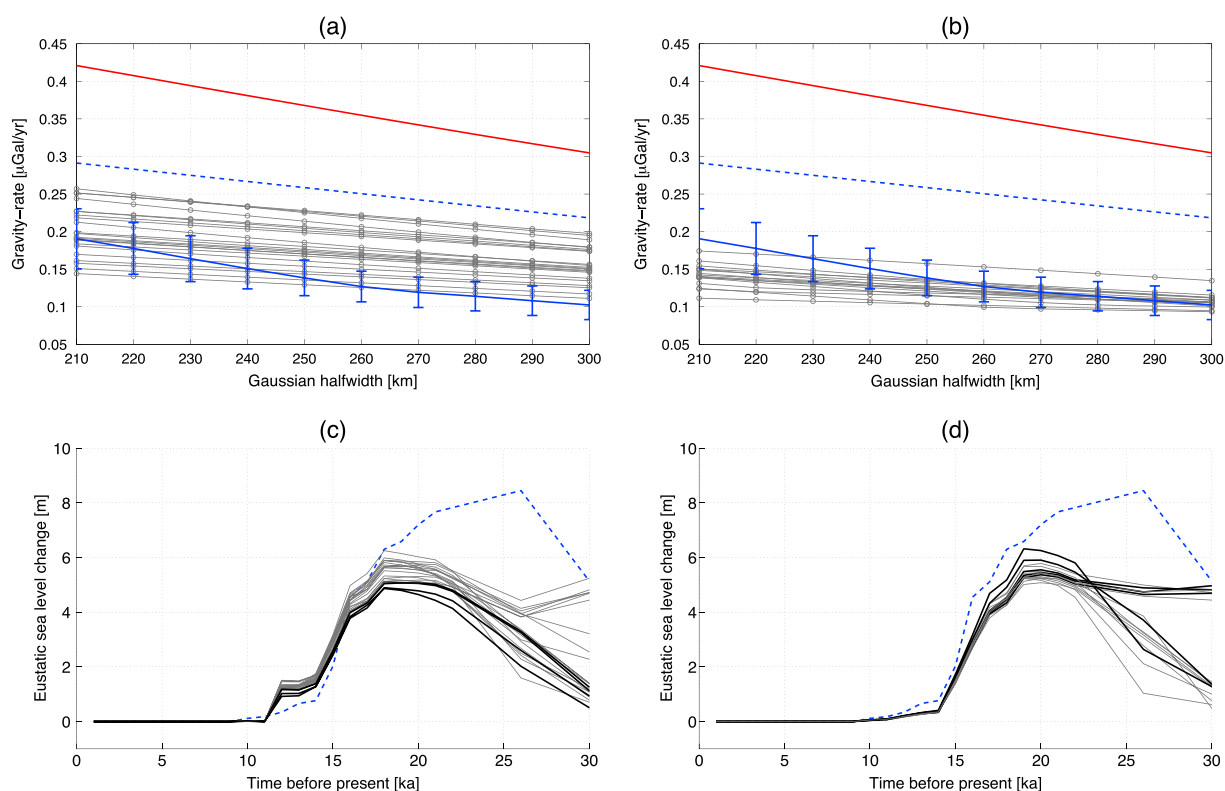 (a)
0.45
0.4
0.35
0.3
0.25
0.2
0.15
0.1
0.05
Gravity−rate [μGal/yr]
210 220 230 240 250 260 270 280 290 300
Gaussian halfwidth [km]
(b)
0.45
0.4
0.35
0.3
0.25
0.2
0.15
0.1
0.05
Gravity−rate [μGal/yr]
210 220 230 240 250 260 270 280 290 300
Gaussian halfwidth [km]
(c)
10
8
6
4
2
0
Eustatic sea level change [m]
0 5 10 15 20 25 30
Time before present [ka]
(d)
10
8
6
4
2
0
Eustatic sea level change [m]
0 5 10 15 20 25 30
Time before present [ka]